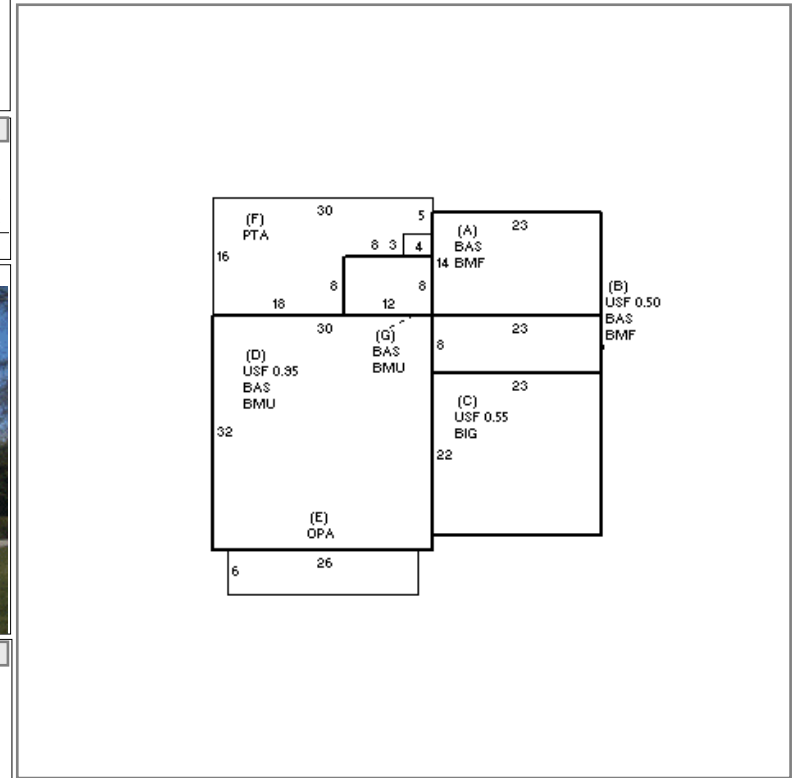 (F)
PTA
30
5
16
8 3 4
8
8
18
12
(A)
BAS
14 BMF
23
(B)
USF 0.50
BAS
BMF
30
(G)
BAS
BMU
8
23
(D)
USF 0.95
BAS
BMU
32
23
(C)
USF 0.55
BIG
22
(E)
OPA
6
26